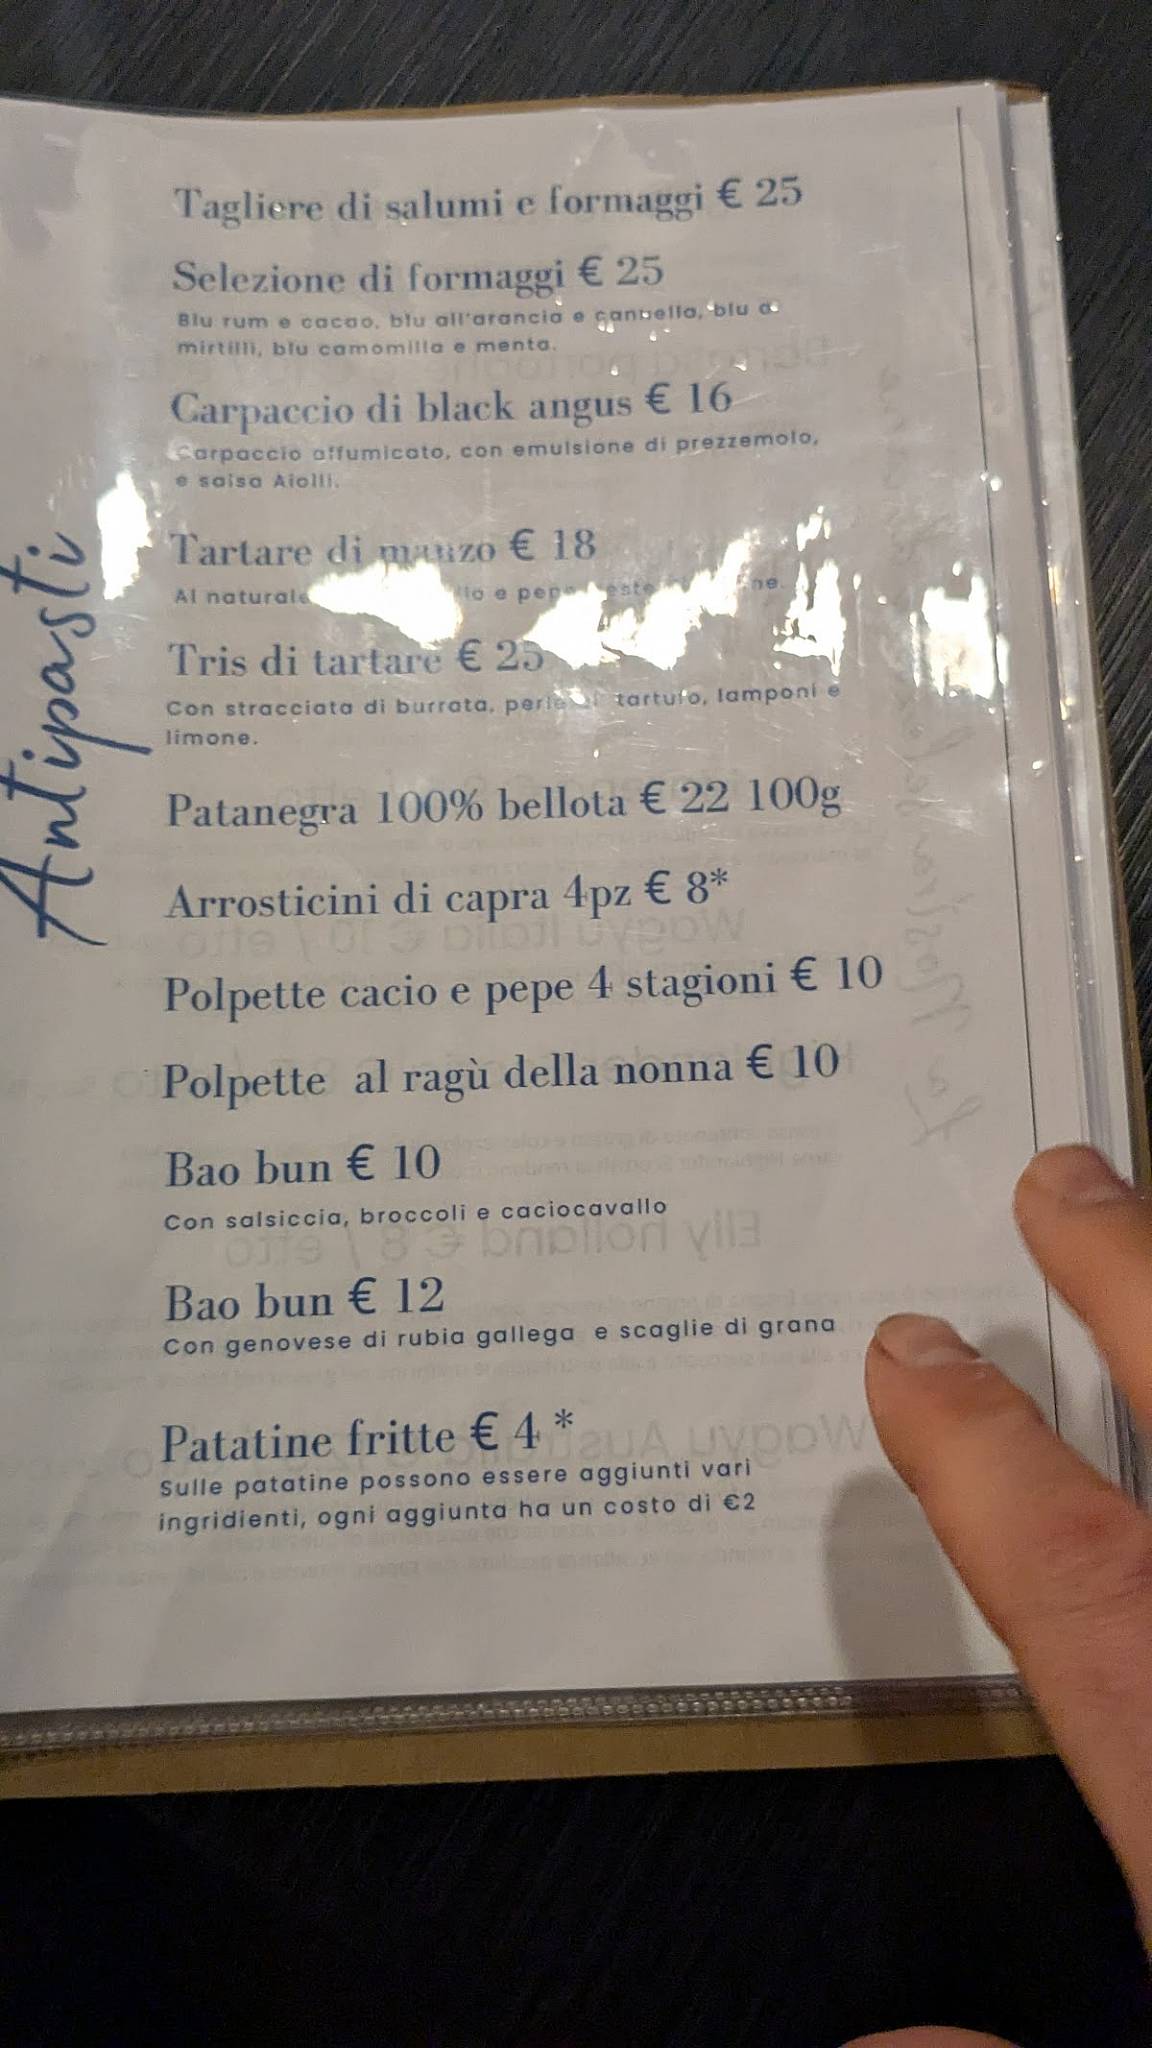 Antipasti
Tagliere di salumi e formaggi € 25
Selezione di formaggi € 25
Blu rum e cacao, blu all'arancia e cannella, blu ai
mirtilli, blu camomilla e menta.
Carpaccio di black angus € 16
Carpaccio affumicato, con emulsione di prezzemolo,
e salsa Aiolli.
Tartare di manzo € 18
Al naturale e
Tris di tartare € 25
Con stracciata di burrata, perle tartufo, lamponi e
limone.
Patanegra 100% bellota € 22 100g
Arrosticini di capra 4pz € 8*
Polpette cacio e pepe 4 stagioni € 10
Polpette al ragù della nonna € 10
Bao bun € 10
Con salsiccia, broccoli e caciocavallo
Bao bun € 12
Con genovese di rubia gallega e scaglie di grana
Patatine fritte € 4 *
Sulle patatine possono essere aggiunti vari
ingridienti, ogni aggiunta ha un costo di €2